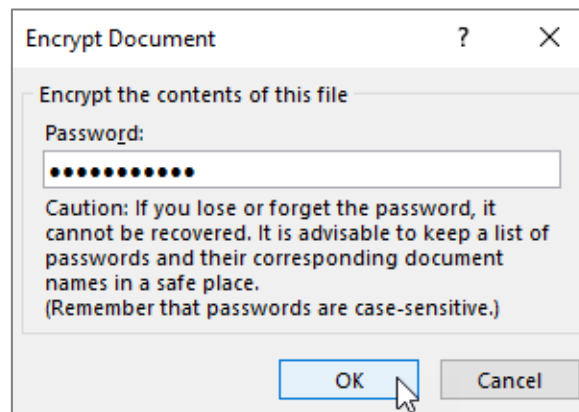 Encrypt Document ?
Encrypt the contents of this file
Password:
•••••••••••
Caution: If you lose or forget the password, it
cannot be recovered. It is advisable to keep a list of
passwords and their corresponding document
names in a safe place.
(Remember that passwords are case-sensitive.)
OK Cancel